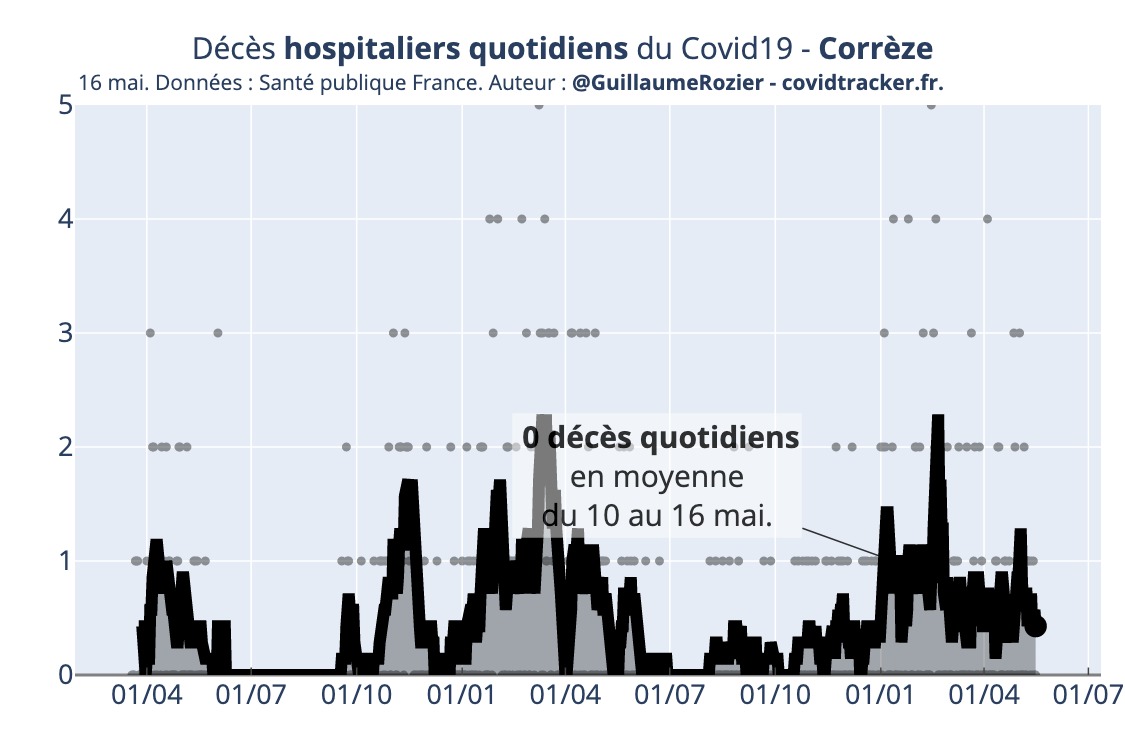 Décès hospitaliers quotidiens du Covid19 - Corrèze
16 mai. Données : Santé publique France. Auteur : @GuillaumeRozier - covidtracker.fr.
5
4
3
2
1
0
0 décès quotidiens
en moyenne
du 10 au 16 mai.
01/04 01/07 01/10 01/01 01/04 01/07 01/10 01/01 01/04 01/07